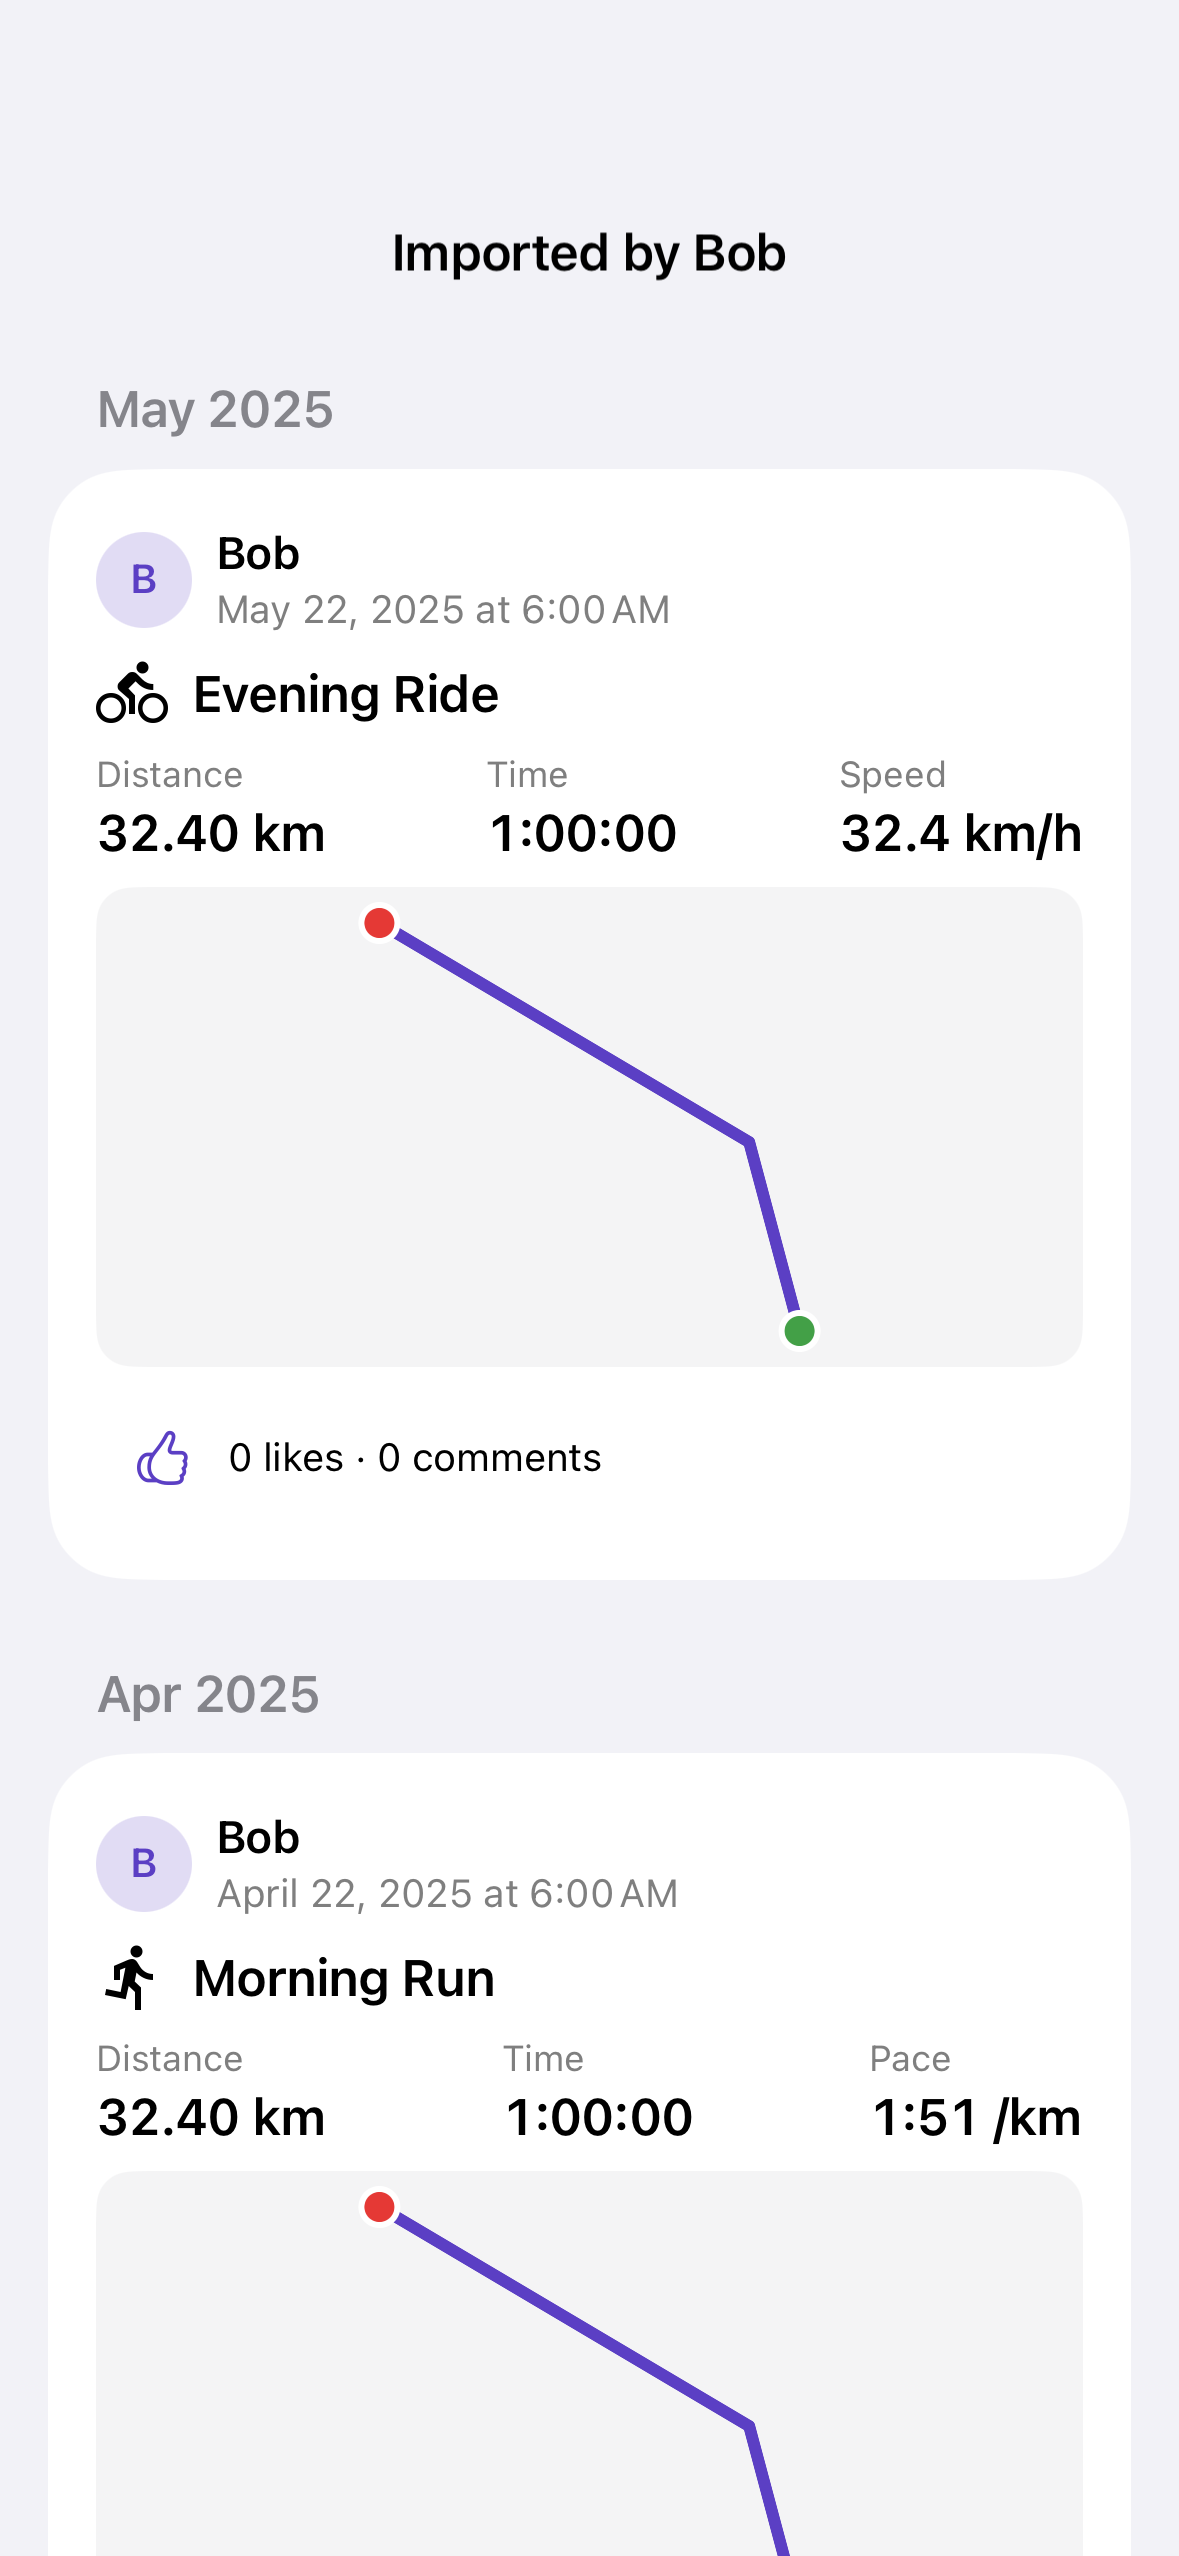 Imported by Bob
May 2025
B
Bob
May 22, 2025 at 6:00 AM
Evening Ride
Distance Time Speed
32.40 km 1:00:00 32.4 km/h
0 likes · 0 comments
Apr 2025
B
Bob
April 22, 2025 at 6:00 AM
Morning Run
Distance Time Pace
32.40 km 1:00:00 1:51 /km